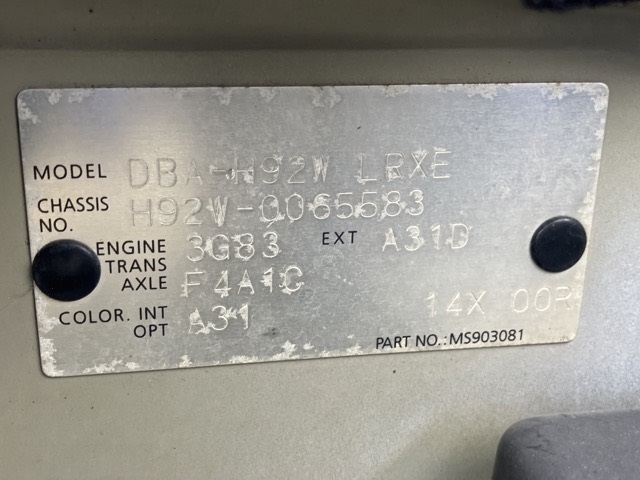 MODEL DBA-H92W LRXE
CHASSIS NO. H92W-0065583
ENGINE 3G83 EXT A31D
TRANS AXLE F4A1C
COLOR. INT OPT A31 14X 00R
PART NO.:MS903081